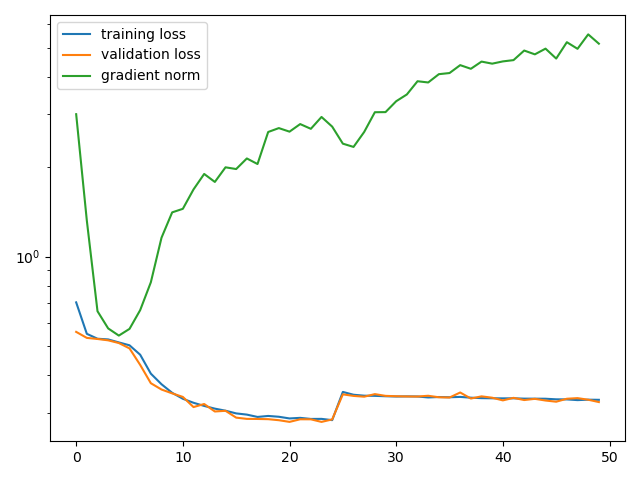 training loss
validation loss
gradient norm
10⁰
0 10 20 30 40 50